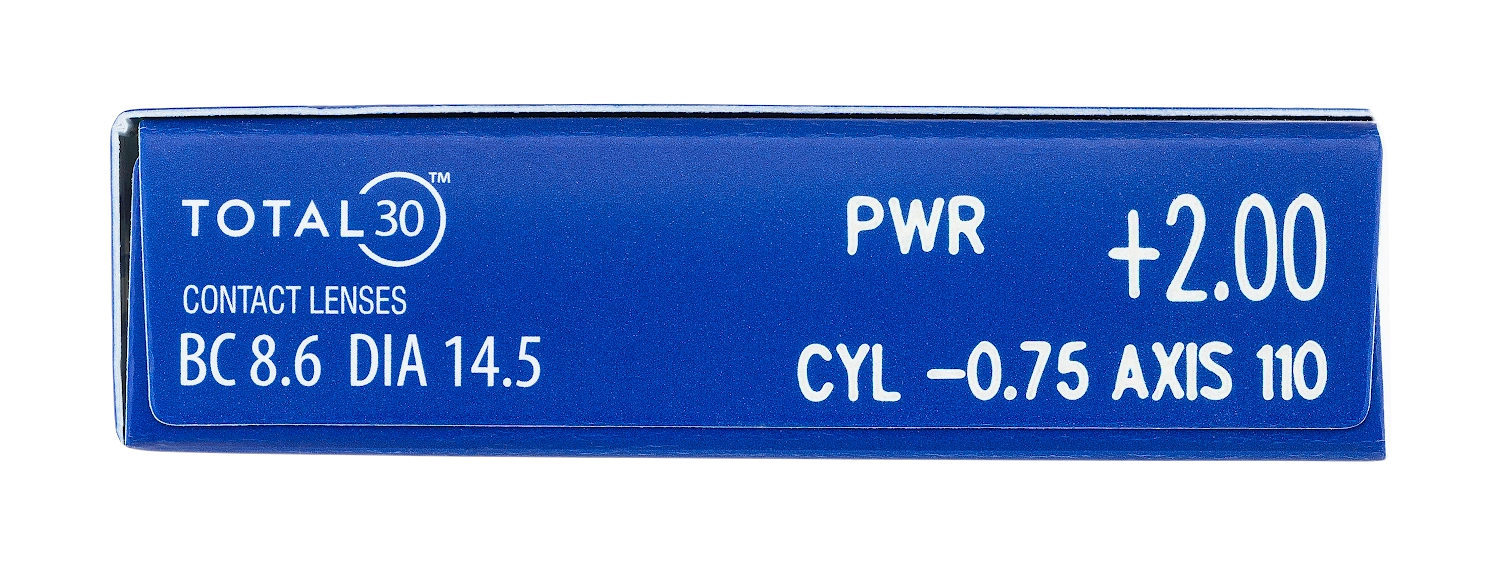 TOTAL30™
CONTACT LENSES
BC 8.6 DIA 14.5
PWR +2.00
CYL -0.75 AXIS 110